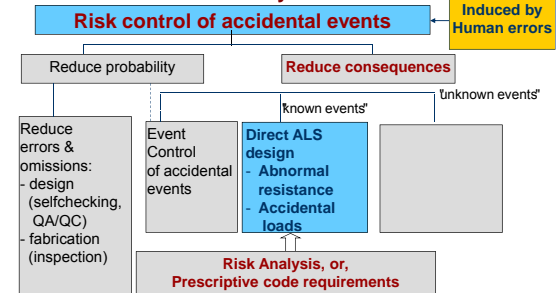 Risk control of accidental events
Induced by
Human errors
Reduce probability
Reduce consequences
"unknown events"
"known events"
Reduce
errors &
omissions:
- design
(selfchecking,
QA/QC)
- fabrication
(inspection)
Event
Control
of accidental
events
Direct ALS
design
- Abnormal
resistance
- Accidental
loads
Risk Analysis, or,
Prescriptive code requirements